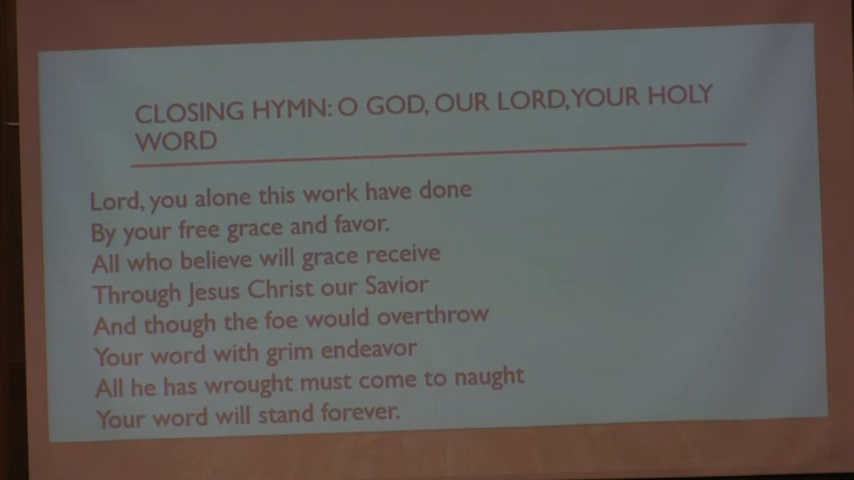 CLOSING HYMN: O GOD, OUR LORD,YOUR HOLY
WORD
Lord, you alone this work have done
By your free grace and favor.
All who believe will grace receive
Through Jesus Christ our Savior
And though the foe would overthrow
Your word with grim endeavor
All he has wrought must come to naught
Your word will stand forever.